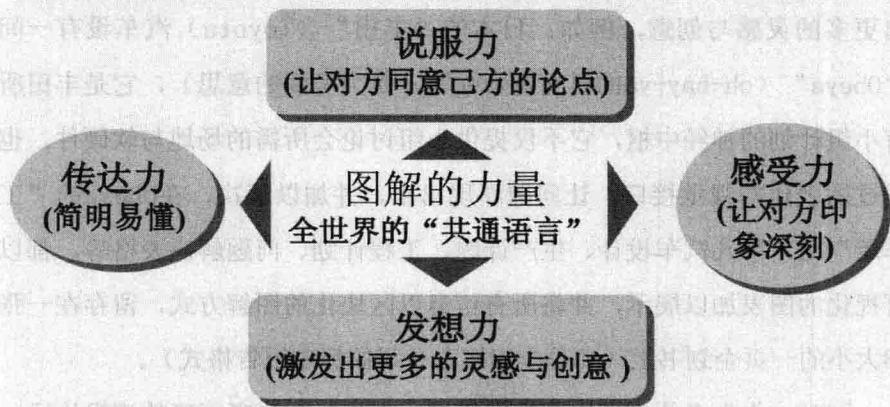 说服力
(让对方同意己方的论点)
传达力
(简明易懂)
图解的力量
全世界的“共通语言”
感受力
(让对方印
象深刻)
发想力
(激发出更多的灵感与创意 )